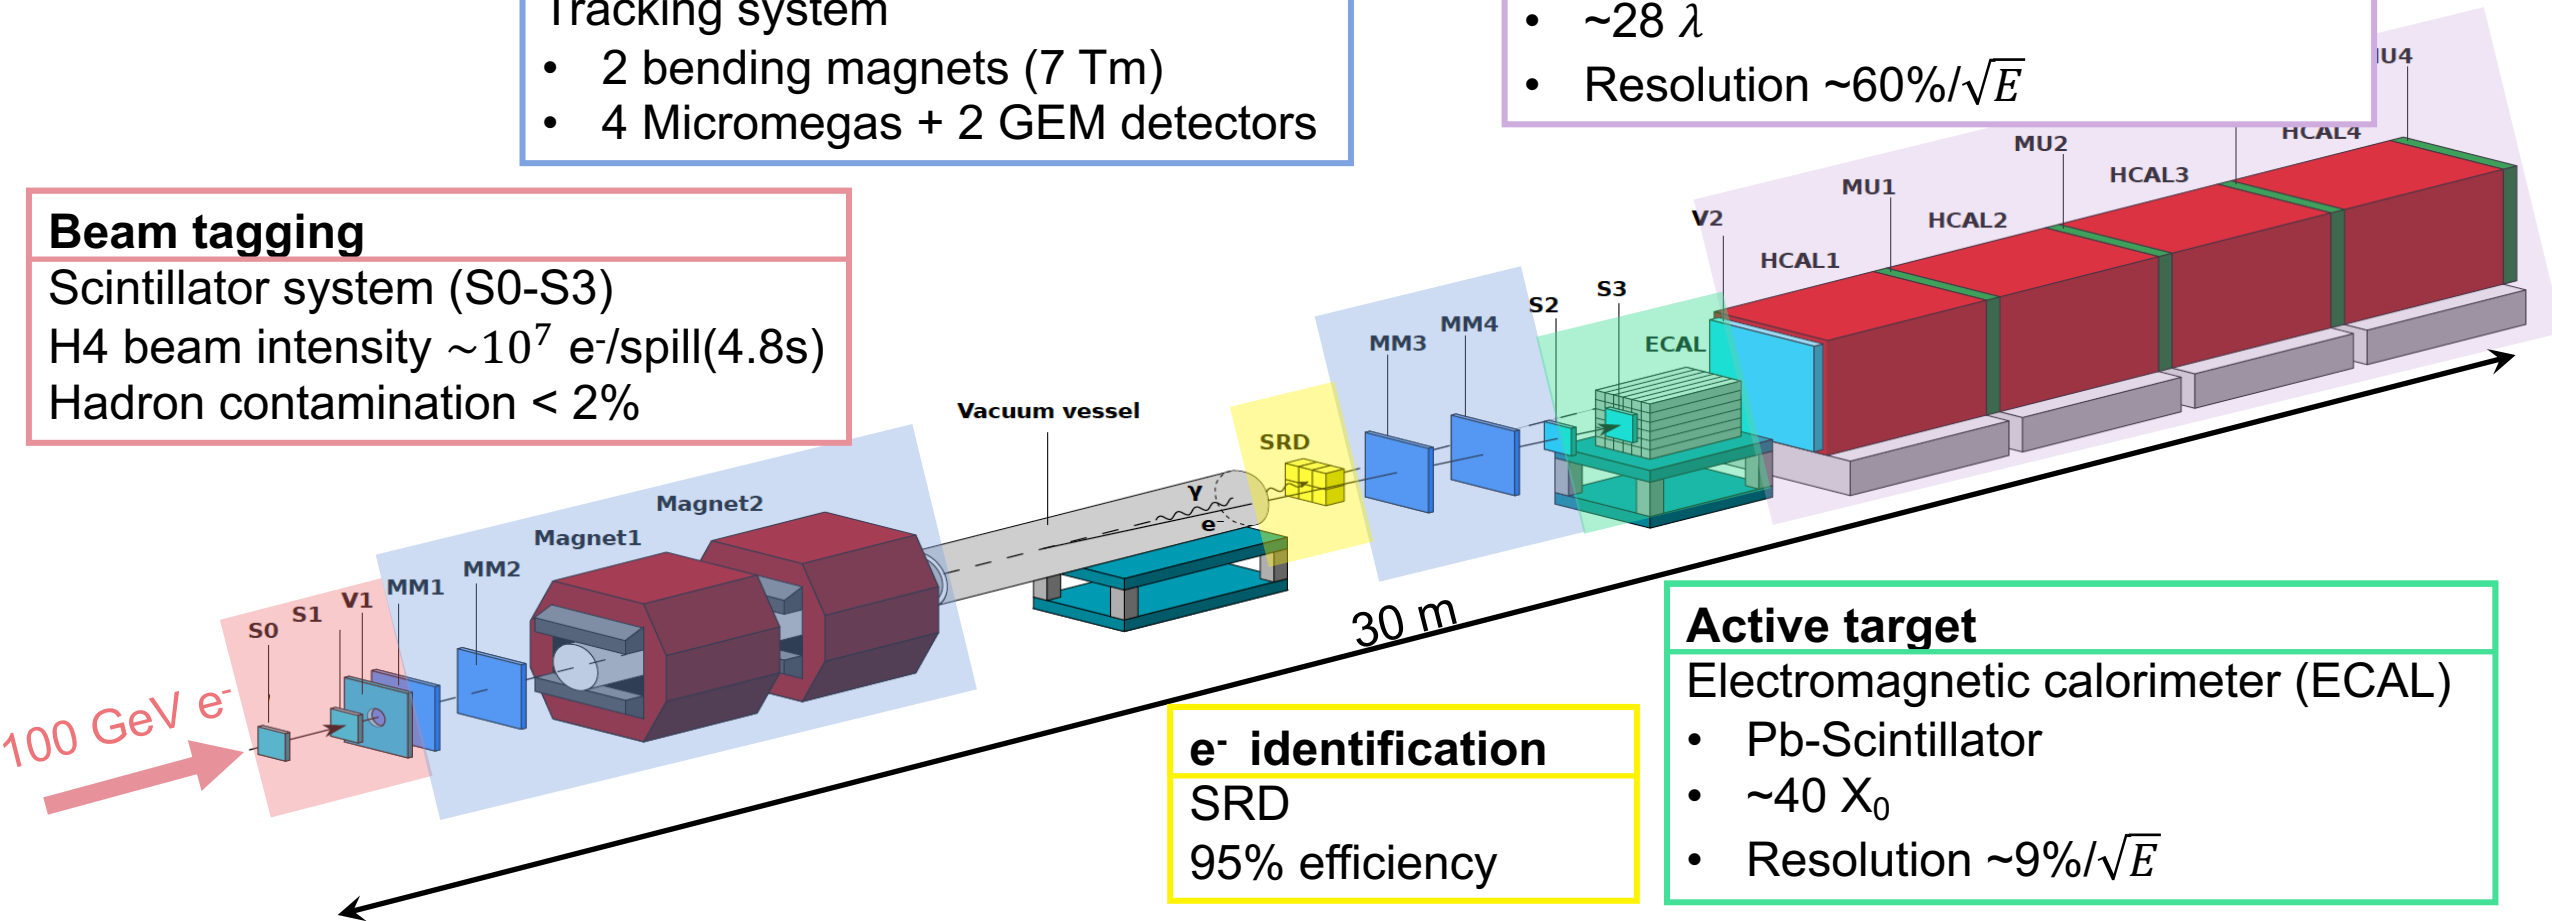 Tracking system
• 2 bending magnets (7 Tm)
• 4 Micromegas + 2 GEM detectors
• ~28 λ
• Resolution ~60%/√E
Beam tagging
Scintillator system (S0-S3)
H4 beam intensity ~10⁷ e⁻/spill(4.8s)
Hadron contamination < 2%
100 GeV e⁻
S0
S1
V1
MM1
MM2
Magnet1
Magnet2
Vacuum vessel
γ
e⁻
SRD
MM3
MM4
S2
S3
ECAL
V2
HCAL1
MU1
HCAL2
MU2
HCAL3
HCAL4
U4
30 m
e⁻ identification
SRD
95% efficiency
Active target
Electromagnetic calorimeter (ECAL)
• Pb-Scintillator
• ~40 X₀
• Resolution ~9%/√E